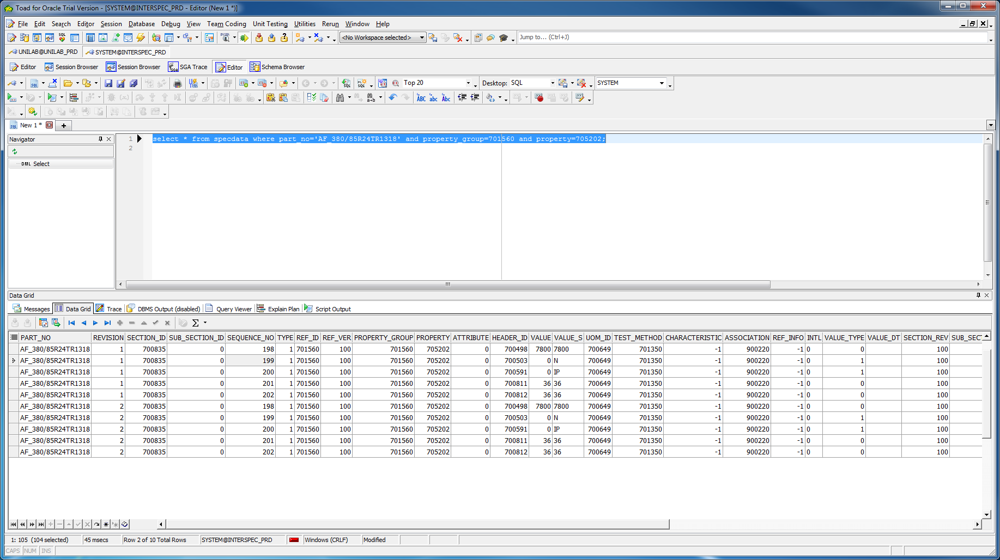 Toad for Oracle Trial Version - [SYSTEM@INTERSPEC_PRD - Editor (New 1 *)]
File Edit Search Editor Session Database Debug View Team Coding Unit Testing Utilities Rerun Window Help
<No Workspace selected> Jump to... (Ctrl+J)
UNILAB@UNILAB_PRD SYSTEM@INTERSPEC_PRD
Editor Session Browser Session Browser SGA Trace Editor Schema Browser
Top 20 Desktop: SQL SYSTEM
New 1 *
Navigator
DML Select
1 select * from specdata where part_no='AF_380/85R24TR1318' and property_group=701560 and property=705202;
2
Data Grid
Messages Data Grid Trace DBMS Output (disabled) Query Viewer Explain Plan Script Output
PART_NO REVISION SECTION_ID SUB_SECTION_ID SEQUENCE_NO TYPE REF_ID REF_VER PROPERTY_GROUP PROPERTY ATTRIBUTE HEADER_ID VALUE VALUE_S UOM_ID TEST_METHOD CHARACTERISTIC ASSOCIATION REF_INFO INTL VALUE_TYPE VALUE_DT SECTION_REV SUB_SECT
AF_380/85R24TR1318 1 700835 0 198 1 701560 100 701560 705202 0 700498 7800 7800 700649 701350 -1 900220 -1 0 0 100
AF_380/85R24TR1318 1 700835 0 199 1 701560 100 701560 705202 0 700503 0 N 700649 701350 -1 900220 -1 0 1 100
AF_380/85R24TR1318 1 700835 0 200 1 701560 100 701560 705202 0 700591 0 IP 700649 701350 -1 900220 -1 0 1 100
AF_380/85R24TR1318 1 700835 0 201 1 701560 100 701560 705202 0 700811 36 36 700649 701350 -1 900220 -1 0 0 100
AF_380/85R24TR1318 1 700835 0 202 1 701560 100 701560 705202 0 700812 36 36 700649 701350 -1 900220 -1 0 0 100
AF_380/85R24TR1318 2 700835 0 198 1 701560 100 701560 705202 0 700498 7800 7800 700649 701350 -1 900220 -1 0 0 100
AF_380/85R24TR1318 2 700835 0 199 1 701560 100 701560 705202 0 700503 0 N 700649 701350 -1 900220 -1 0 1 100
AF_380/85R24TR1318 2 700835 0 200 1 701560 100 701560 705202 0 700591 0 IP 700649 701350 -1 900220 -1 0 1 100
AF_380/85R24TR1318 2 700835 0 201 1 701560 100 701560 705202 0 700811 36 36 700649 701350 -1 900220 -1 0 0 100
AF_380/85R24TR1318 2 700835 0 202 1 701560 100 701560 705202 0 700812 36 36 700649 701350 -1 900220 -1 0 0 100
1: 105 (104 selected) 45 msecs Row 2 of 10 Total Rows SYSTEM@INTERSPEC_PRD Windows (CRLF) Modified
CAPS NUM INS